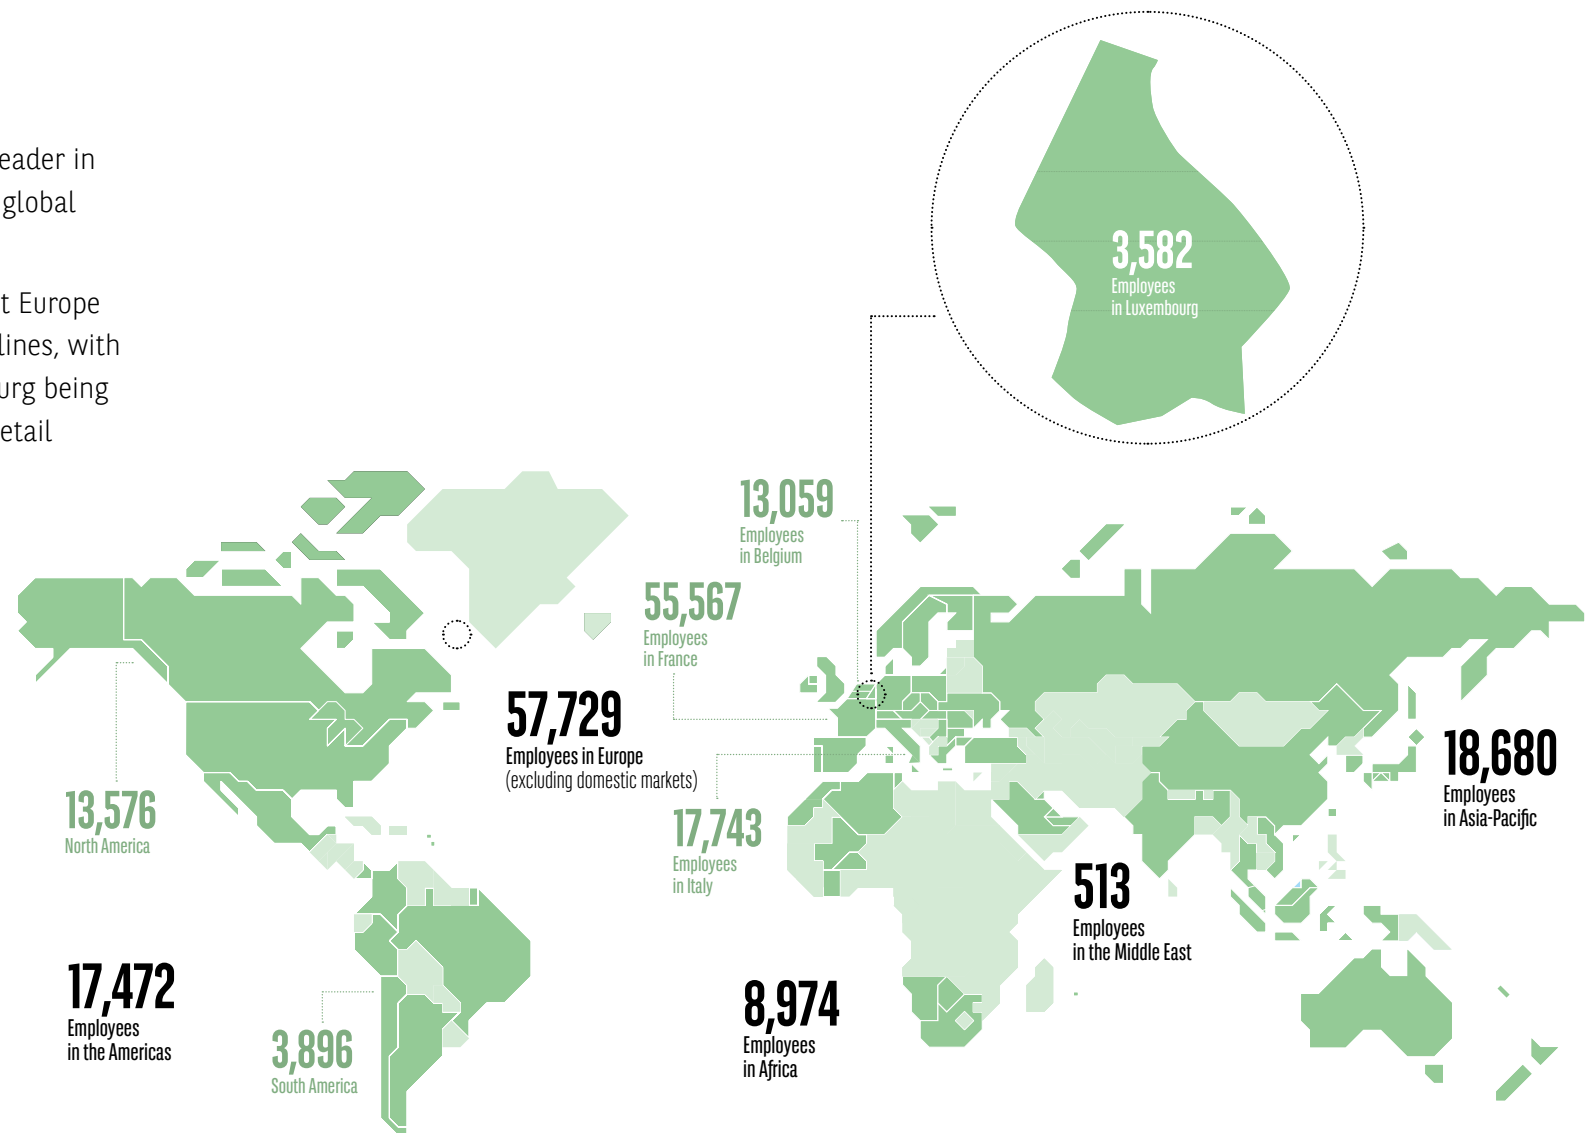 eader in
global
t Europe
lines, with
urg being
etail
3,582
Employees
in Luxembourg
13,059
Employees
in Belgium
55,567
Employees
in France
57,729
Employees in Europe
(excluding domestic markets)
17,743
Employees
in Italy
13,576
North America
17,472
Employees
in the Americas
3,896
South America
8,974
Employees
in Africa
513
Employees
in the Middle East
18,680
Employees
in Asia-Pacific